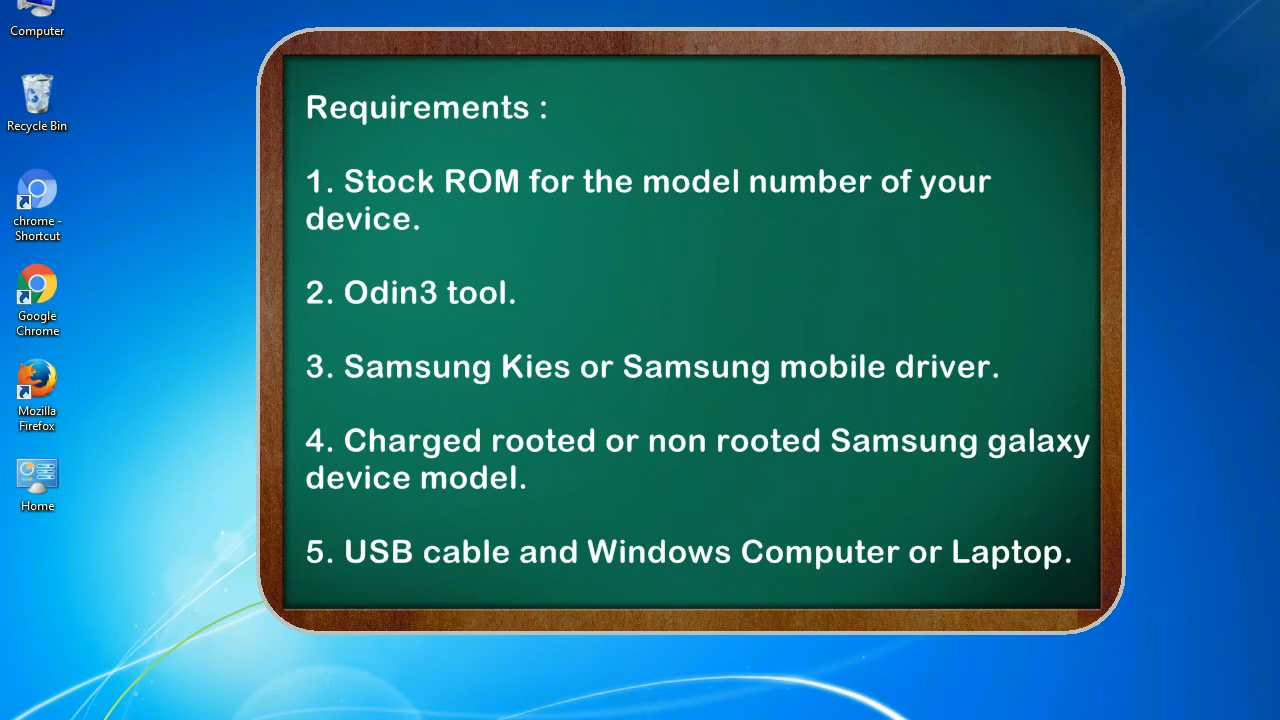 Computer
Recycle Bin
chrome -
Shortcut
Google
Chrome
Mozilla
Firefox
Home
Requirements :
1. Stock ROM for the model number of your
device.
2. Odin3 tool.
3. Samsung Kies or Samsung mobile driver.
4. Charged rooted or non rooted Samsung galaxy
device model.
5. USB cable and Windows Computer or Laptop.